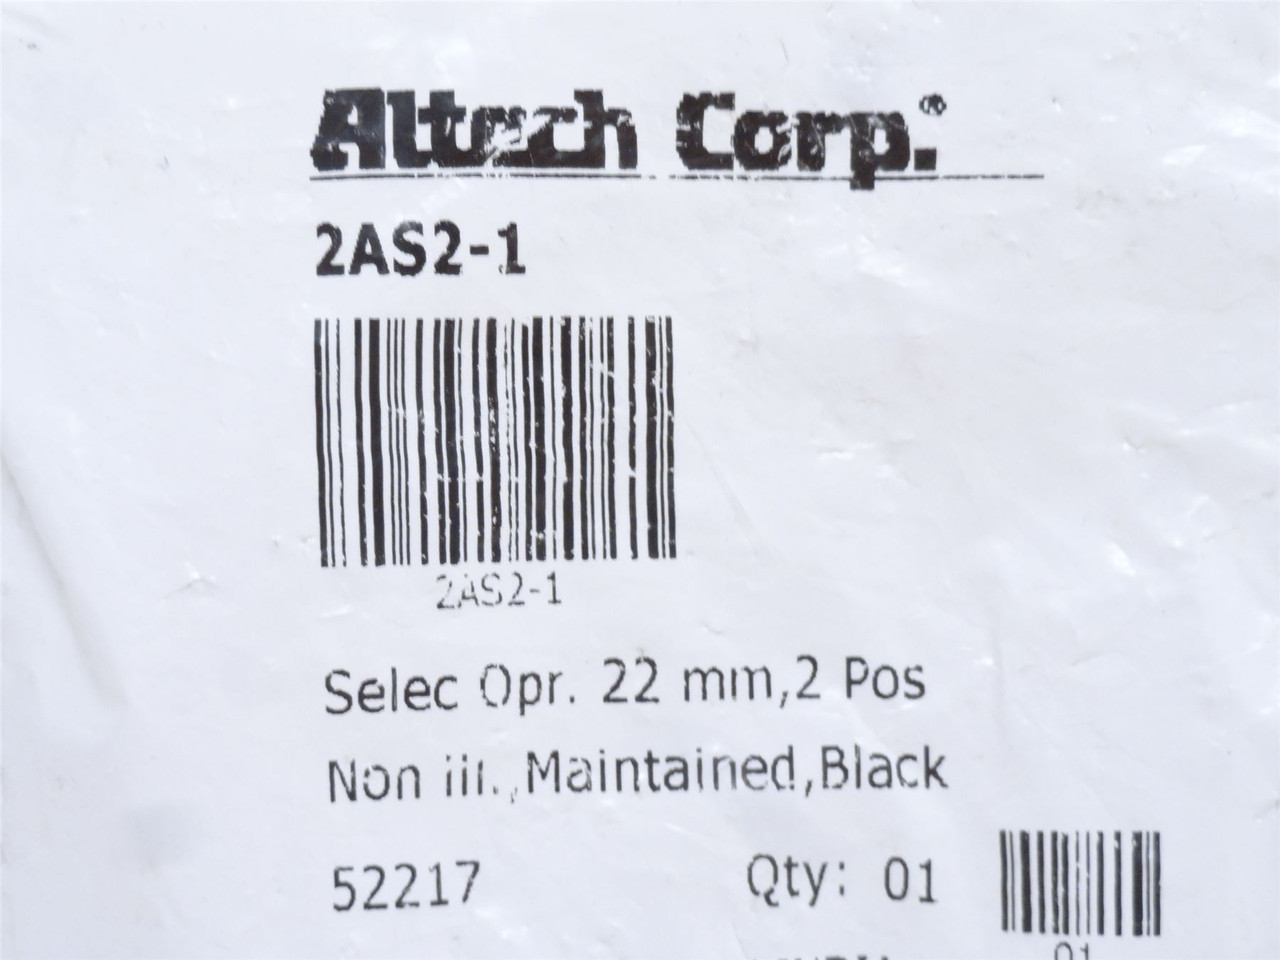 Altech Corp.®
2AS2-1
2AS2-1
Selec Opr. 22 mm,2 Pos
Non ill.,Maintained,Black
52217 Qty: 01
01